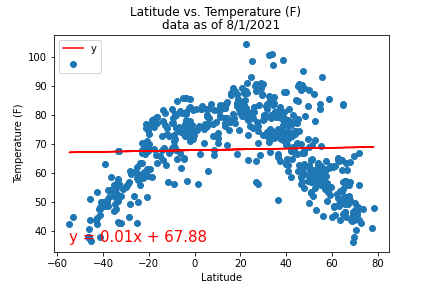 Latitude vs. Temperature (F)
data as of 8/1/2021
y
Temperature (F)
100
90
80
70
60
50
40
y = 0.01x + 67.88
−60 −40 −20 0 20 40 60 80
Latitude